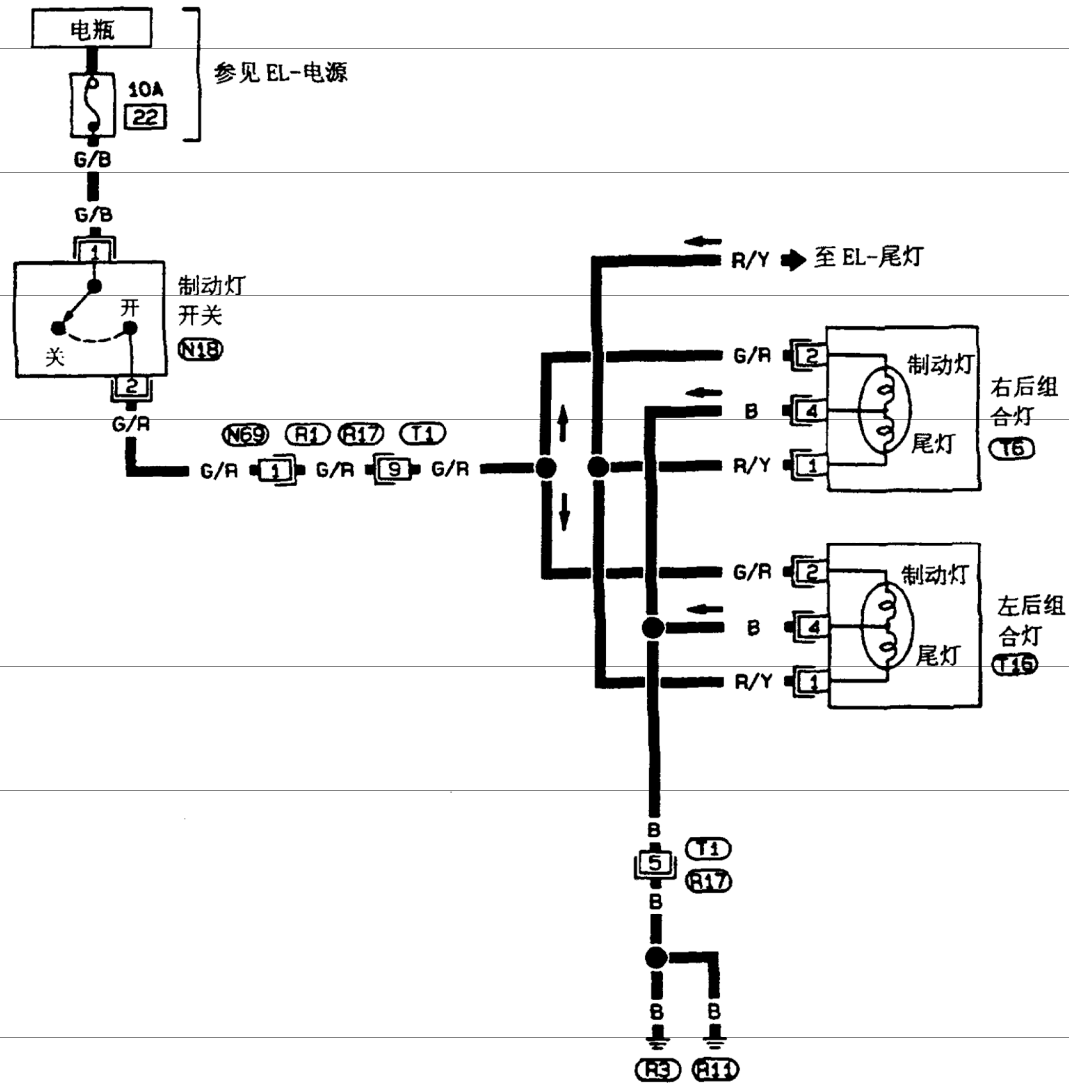 电瓶
参见 EL-电源
10A
22
G/B
G/B
1
制动灯
开关
N18
开
关
2
G/R
N69 R1 R17 T1
G/R 1 G/R 9 G/R
R/Y 至 EL-尾灯
G/R 2 制动灯
B 4
R/Y 1 尾灯
右后组
合灯
T6
G/R 2 制动灯
B 4
R/Y 1 尾灯
左后组
合灯
T16
B
5
T1
R17
B
B B
R3 R11